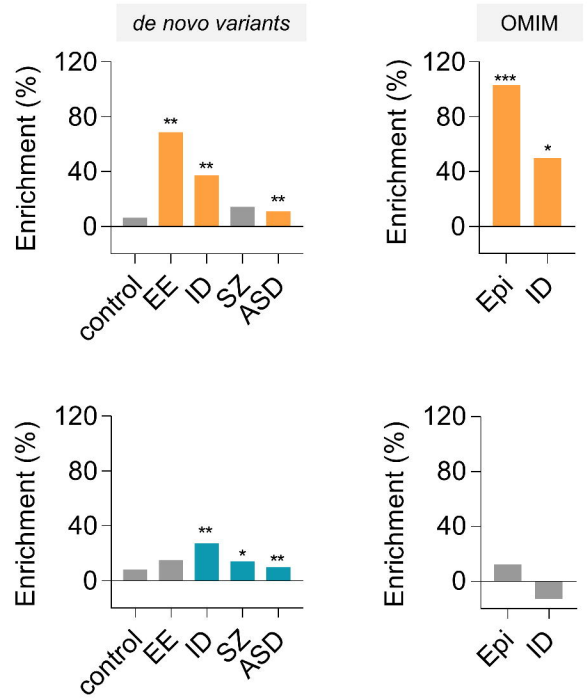 de novo variants
OMIM
Enrichment (%)
120
80
40
0
**
**
**
control
EE
ID
SZ
ASD
Enrichment (%)
120
80
40
0
***
*
Epi
ID
Enrichment (%)
120
80
40
0
**
*
**
control
EE
ID
SZ
ASD
Enrichment (%)
120
80
40
0
Epi
ID